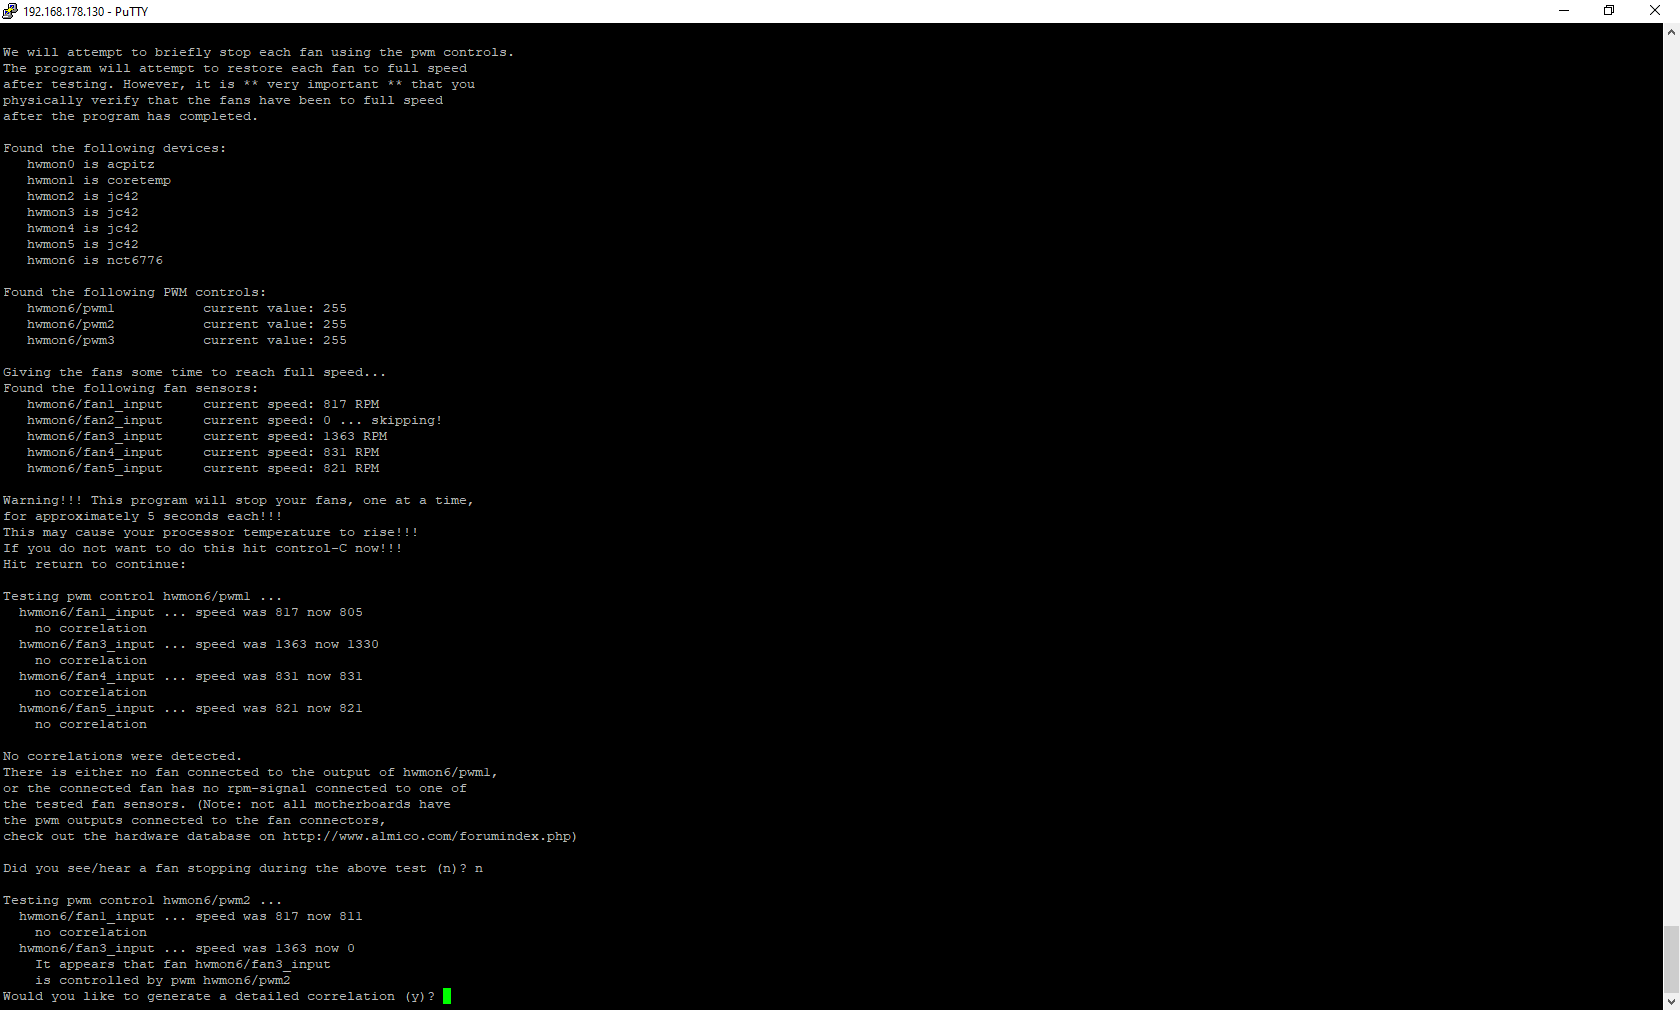 192.168.178.130 - PuTTY
We will attempt to briefly stop each fan using the pwm controls.
The program will attempt to restore each fan to full speed
after testing. However, it is ** very important ** that you
physically verify that the fans have been to full speed
after the program has completed.
Found the following devices:
hwmon0 is acpitz
hwmon1 is coretemp
hwmon2 is jc42
hwmon3 is jc42
hwmon4 is jc42
hwmon5 is jc42
hwmon6 is nct6776
Found the following PWM controls:
hwmon6/pwm1 current value: 255
hwmon6/pwm2 current value: 255
hwmon6/pwm3 current value: 255
Giving the fans some time to reach full speed...
Found the following fan sensors:
hwmon6/fan1_input current speed: 817 RPM
hwmon6/fan2_input current speed: 0 ... skipping!
hwmon6/fan3_input current speed: 1363 RPM
hwmon6/fan4_input current speed: 831 RPM
hwmon6/fan5_input current speed: 821 RPM
Warning!!! This program will stop your fans, one at a time,
for approximately 5 seconds each!!!
This may cause your processor temperature to rise!!!
If you do not want to do this hit control-C now!!!
Hit return to continue:
Testing pwm control hwmon6/pwm1 ...
hwmon6/fan1_input ... speed was 817 now 805
no correlation
hwmon6/fan3_input ... speed was 1363 now 1330
no correlation
hwmon6/fan4_input ... speed was 831 now 831
no correlation
hwmon6/fan5_input ... speed was 821 now 821
no correlation
No correlations were detected.
There is either no fan connected to the output of hwmon6/pwm1,
or the connected fan has no rpm-signal connected to one of
the tested fan sensors. (Note: not all motherboards have
the pwm outputs connected to the fan connectors,
check out the hardware database on http://www.almico.com/forumindex.php)
Did you see/hear a fan stopping during the above test (n)? n
Testing pwm control hwmon6/pwm2 ...
hwmon6/fan1_input ... speed was 817 now 811
no correlation
hwmon6/fan3_input ... speed was 1363 now 0
It appears that fan hwmon6/fan3_input
is controlled by pwm hwmon6/pwm2
Would you like to generate a detailed correlation (y)?